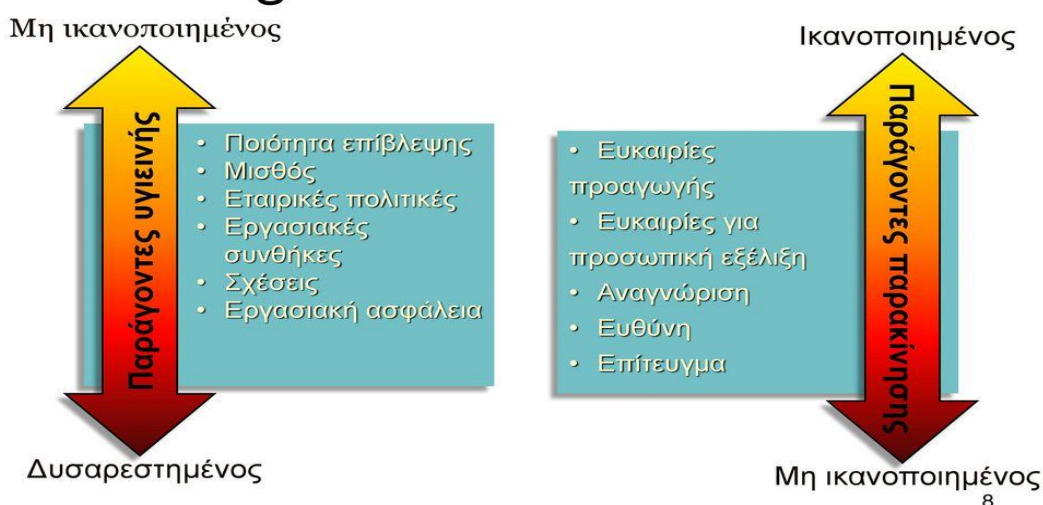 Μη ικανοποιημένος
Παράγοντες υγιεινής
• Ποιότητα επίβλεψης
• Μισθός
• Εταιρικές πολιτικές
• Εργασιακές
συνθήκες
• Σχέσεις
• Εργασιακή ασφάλεια
Δυσαρεστημένος
Ικανοποιημένος
• Ευκαιρίες
προαγωγής
• Ευκαιρίες για
προσωπική εξέλιξη
• Αναγνώριση
• Ευθύνη
• Επίτευγμα
Παράγοντες παρακίνησης
Μη ικανοποιημένος
8